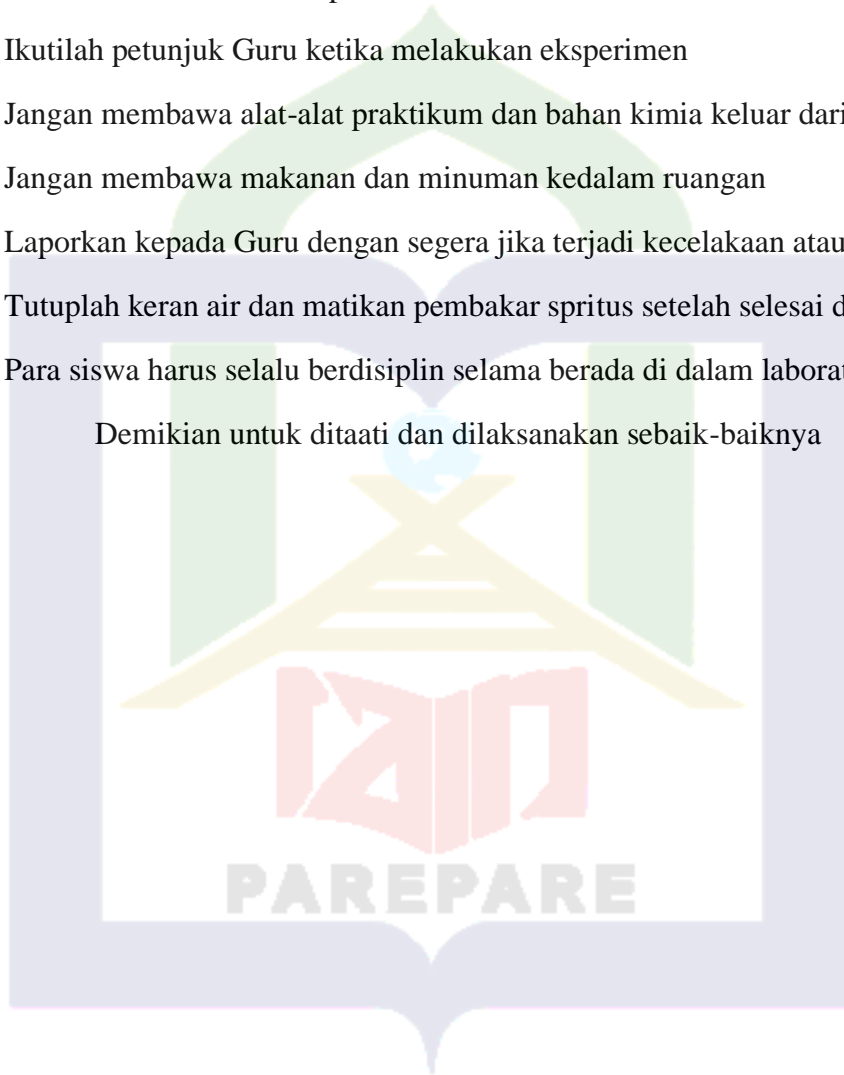 Ikutilah petunjuk Guru ketika melakukan eksperimen
Jangan membawa alat-alat praktikum dan bahan kimia keluar dari
Jangan membawa makanan dan minuman kedalam ruangan
Laporkan kepada Guru dengan segera jika terjadi kecelakaan atau
Tutuplah keran air dan matikan pembakar spritus setelah selesai
Para siswa harus selalu berdisiplin selama berada di dalam
Demikian untuk ditaati dan dilaksanakan sebaik-baiknya
iain
PAREPARE